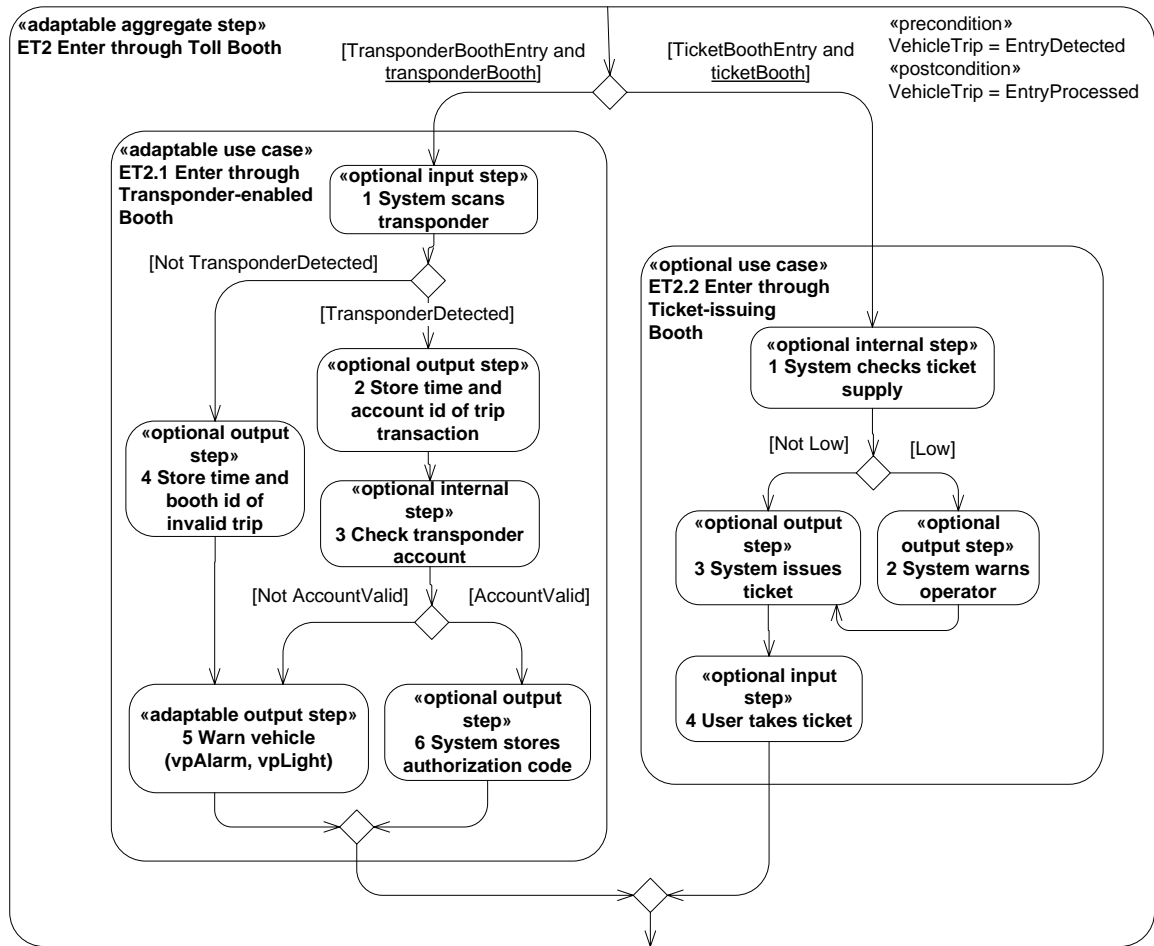 «adaptable aggregate step»
ET2 Enter through Toll Booth
[TransponderBoothEntry and
transponderBooth]
[TicketBoothEntry and
ticketBooth]
«precondition»
VehicleTrip = EntryDetected
«postcondition»
VehicleTrip = EntryProcessed
«adaptable use case»
ET2.1 Enter through
Transponder-enabled
Booth
«optional input step»
1 System scans
transponder
[Not TransponderDetected]
[TransponderDetected]
«optional output step»
2 Store time and
account id of trip
transaction
«optional output
step»
4 Store time and
booth id of
invalid trip
«optional internal
step»
3 Check transponder
account
[Not AccountValid]
[AccountValid]
«adaptable output step»
5 Warn vehicle
(vpAlarm, vpLight)
«optional output
step»
6 System stores
authorization code
«optional use case»
ET2.2 Enter through
Ticket-issuing
Booth
«optional internal step»
1 System checks ticket
supply
[Not Low]
[Low]
«optional output
step»
3 System issues
ticket
«optional
output step»
2 System warns
operator
«optional input
step»
4 User takes ticket